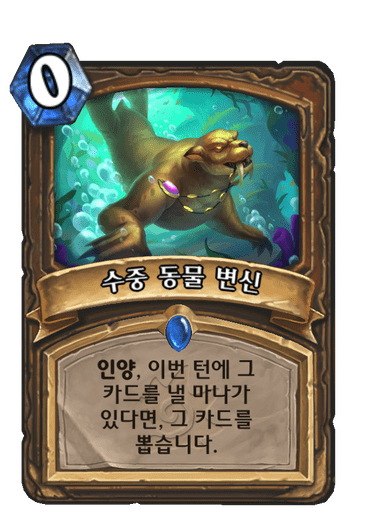 0
수중 동물 변신
인양, 이번 턴에 그
카드를 낼 마나가
있다면, 그 카드를
뽑습니다.